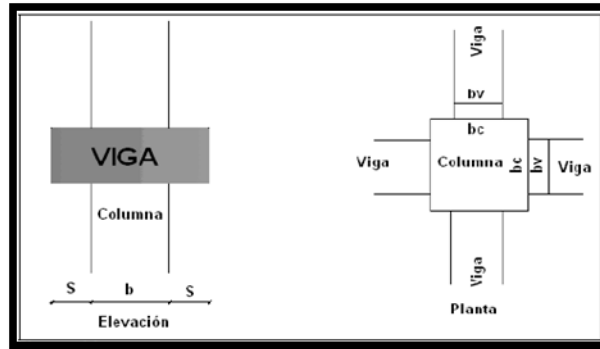 VIGA
Columna
S b S
Elevación
Viga
bv
bc
Viga
Columna
bc
bv
Viga
Viga
Planta